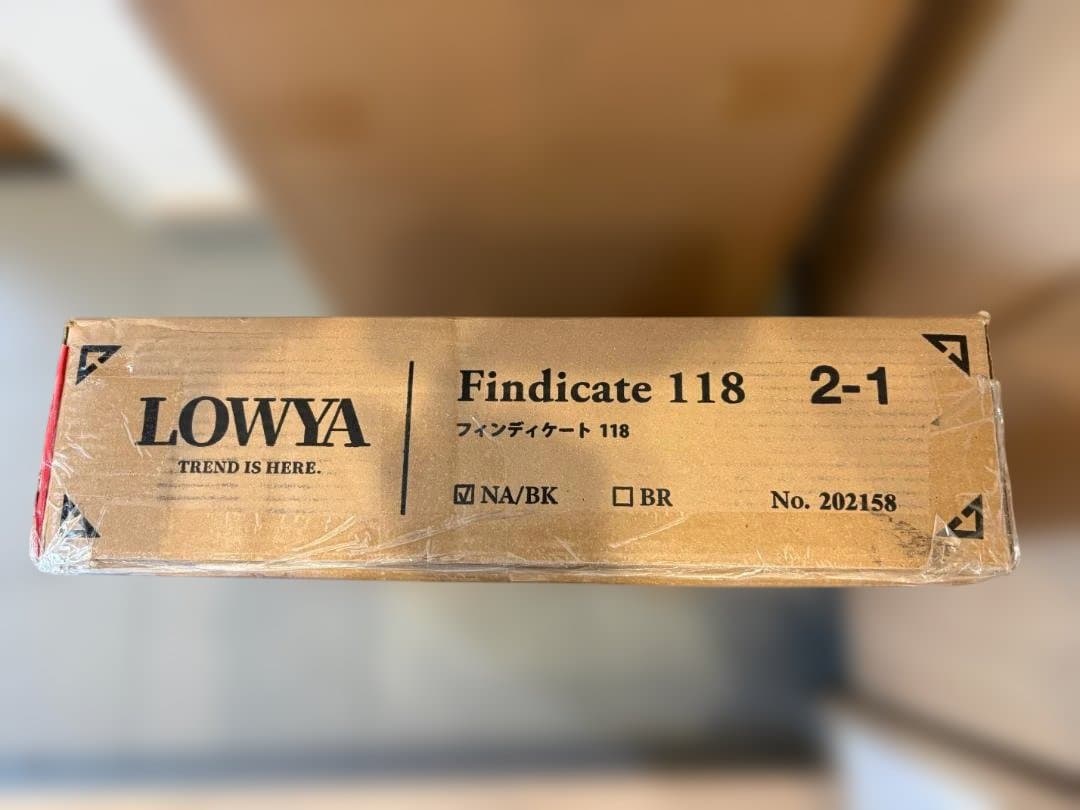 LOWYA
TREND IS HERE.
Findicate 118
2-1
フィンディケート 118
☑ NA/BK
☐ BR
No. 202158